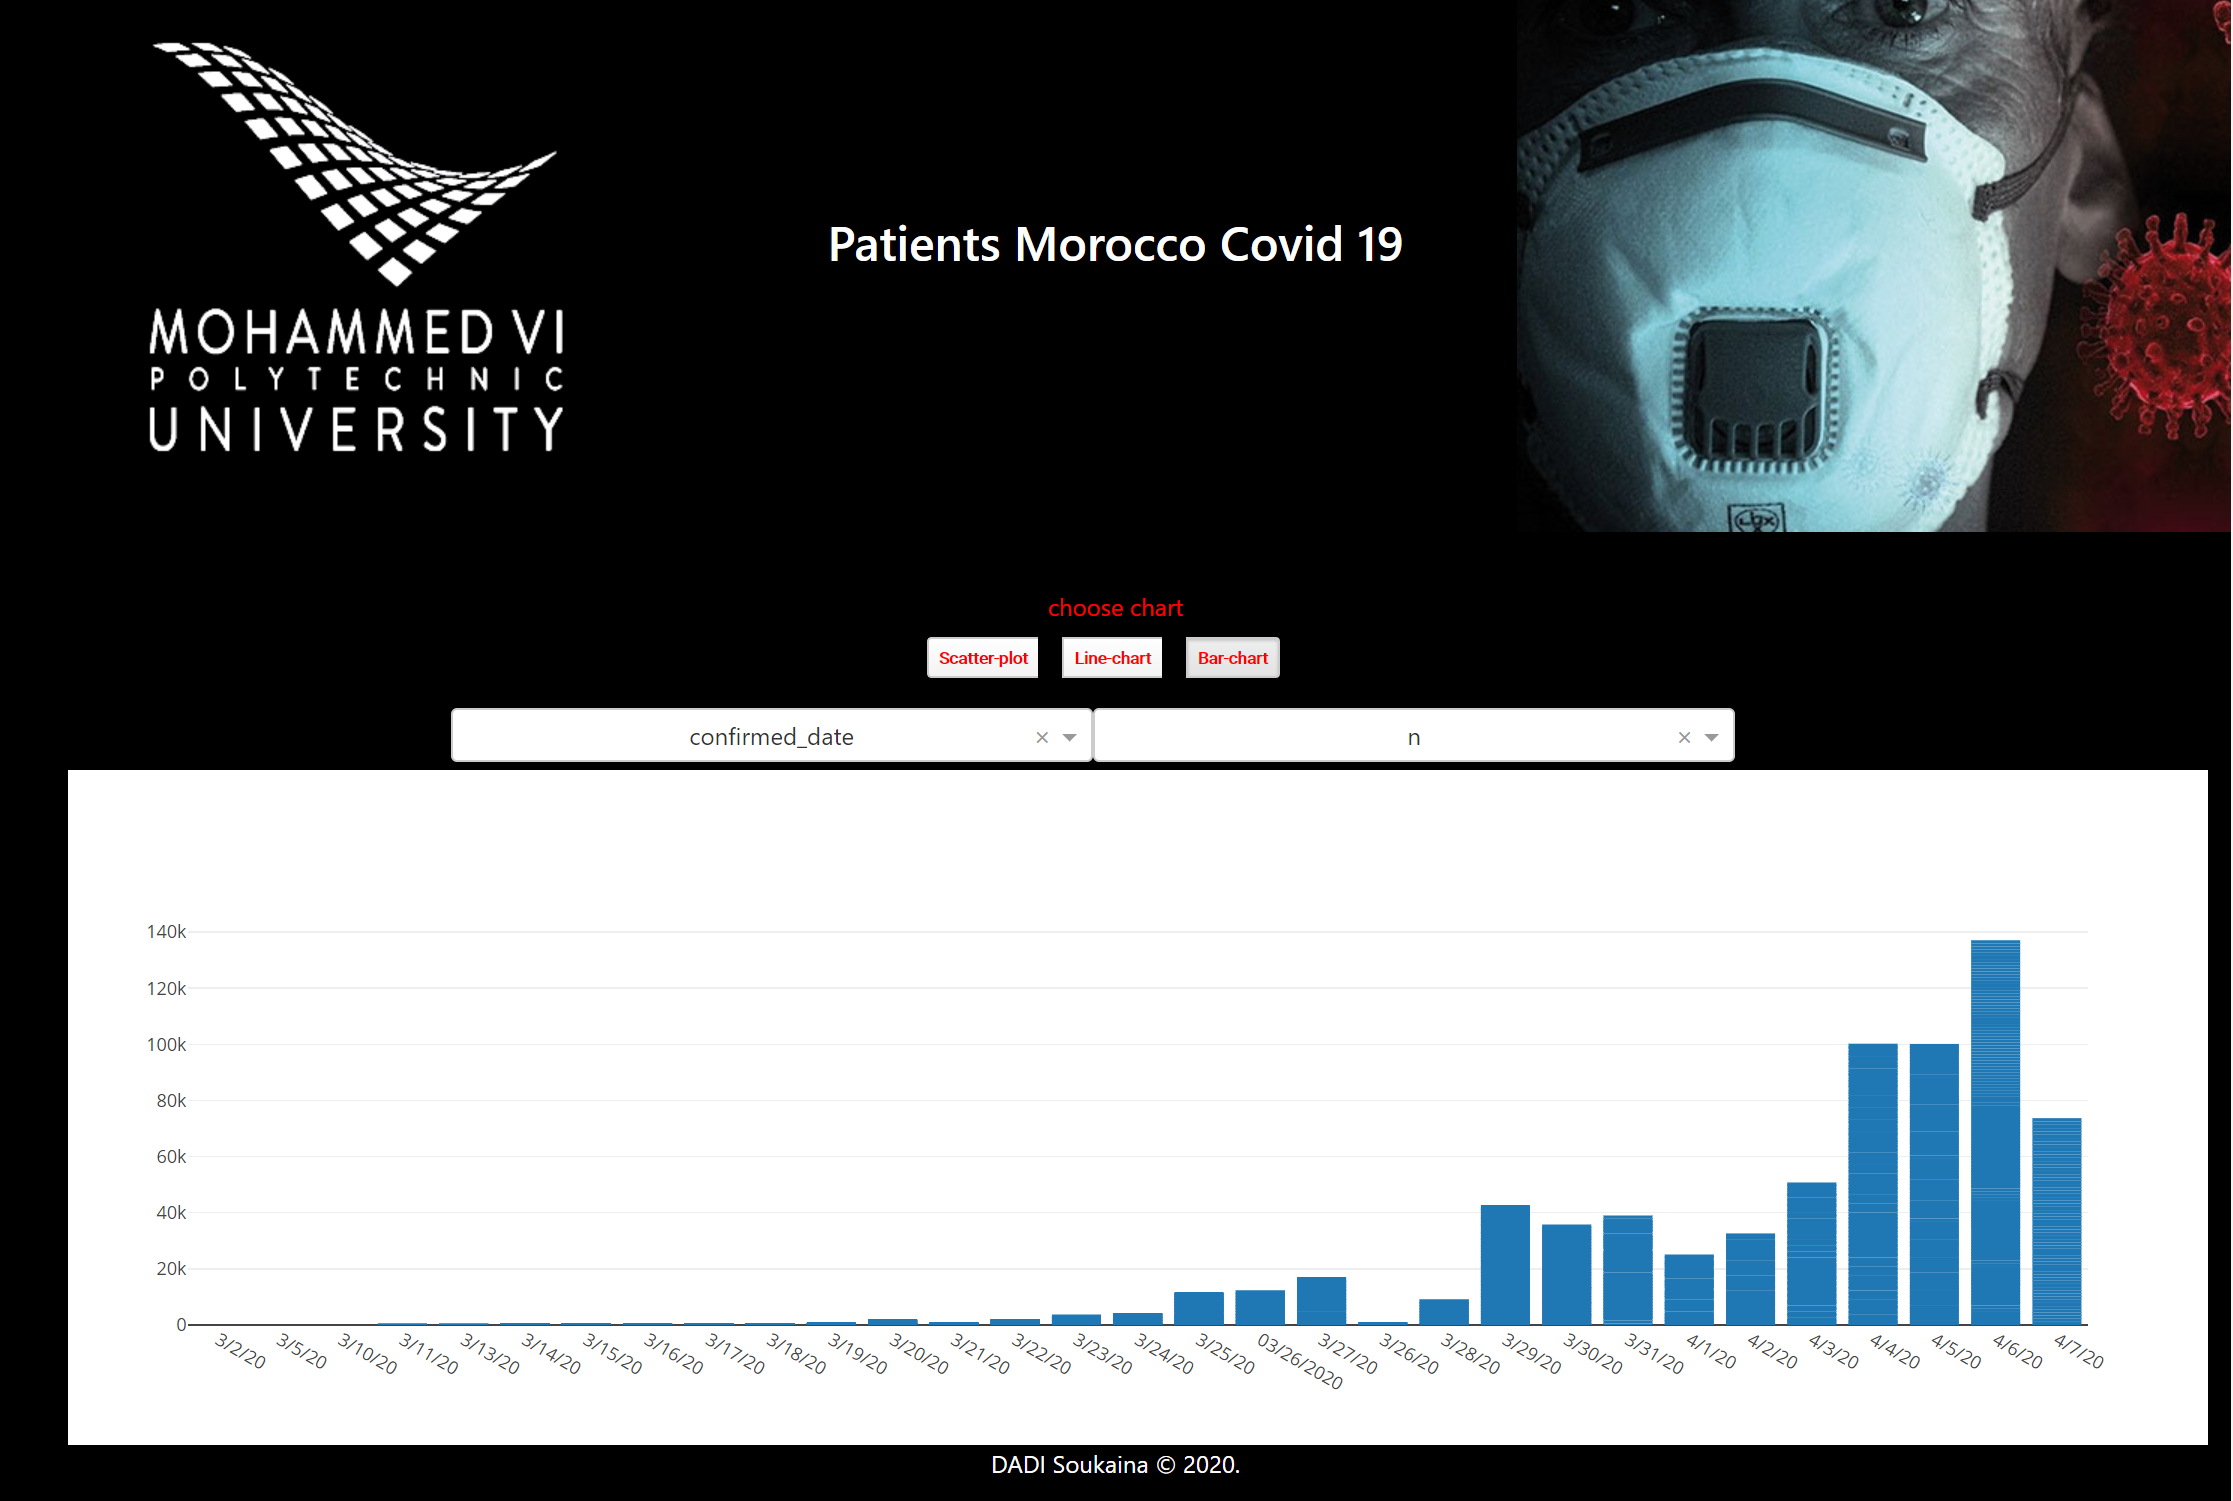 MOHAMMED VI
POLYTECHNIC
UNIVERSITY
Patients Morocco Covid 19
choose chart
Scatter-plot Line-chart Bar-chart
confirmed_date × n ×
140k
120k
100k
80k
60k
40k
20k
0
3/2/20 3/5/20 3/10/20 3/11/20 3/13/20 3/14/20 3/15/20 3/16/20 3/17/20 3/18/20 3/19/20 3/20/20 3/21/20 3/22/20 3/23/20 3/24/20 3/25/20 03/26/2020 3/27/20 3/26/20 3/28/20 3/29/20 3/30/20 3/31/20 4/1/20 4/2/20 4/3/20 4/4/20 4/5/20 4/6/20 4/7/20
DADI Soukaina © 2020.